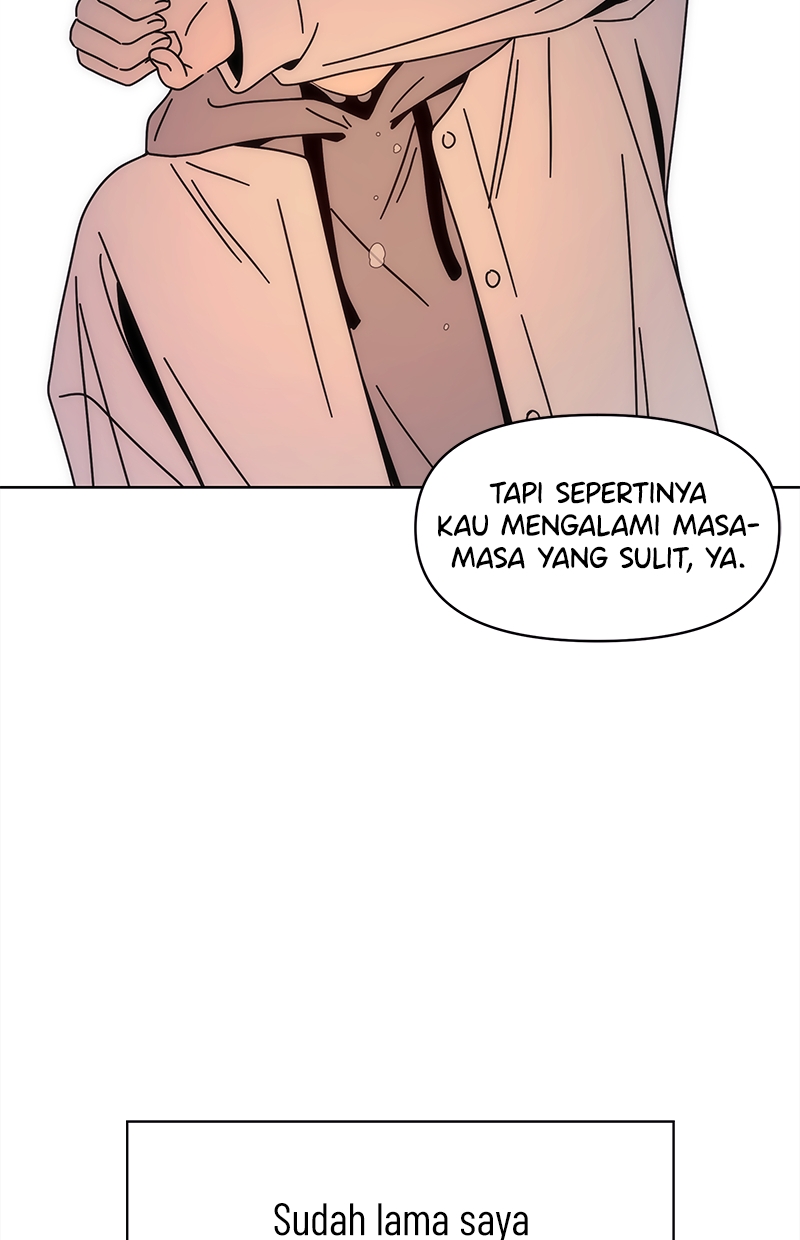 TAPI SEPERTINYA
KAU MENGALAMI MASA-
MASA YANG SULIT, YA.
Sudah lama saya